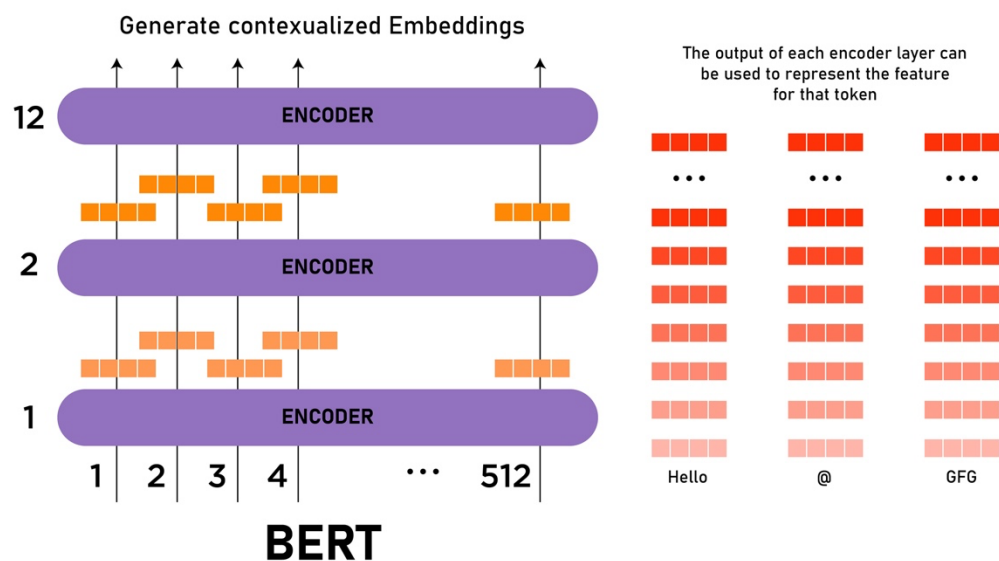 Generate contexualized Embeddings
12
ENCODER
2
ENCODER
1
ENCODER
1 2 3 4 ... 512
BERT
The output of each encoder layer can
be used to represent the feature
for that token
... ... ...
Hello @ GFG